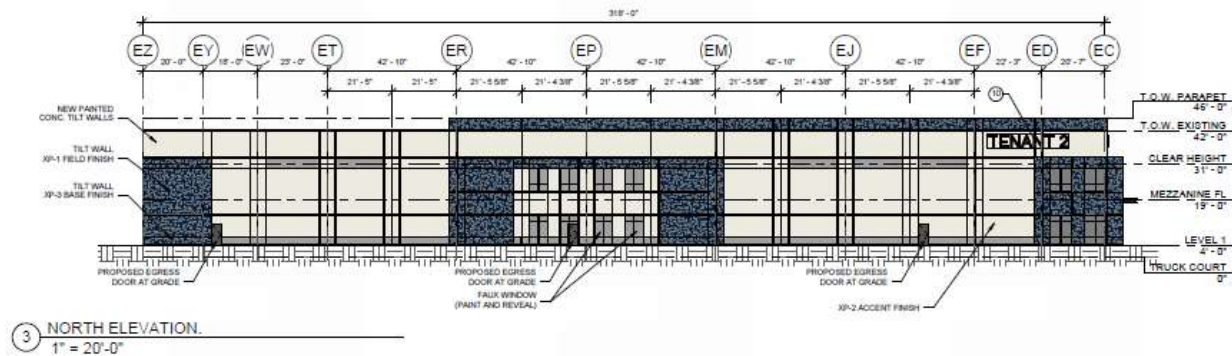 318' - 0"
EZ EY EW ET ER EP EM EJ EF ED EC
20' - 0" 18' - 0" 23' - 0" 42' - 10" 42' - 10" 42' - 10" 42' - 10" 42' - 10" 22' - 3" 20' - 7"
21' - 5" 21' - 5" 21' - 5 5/8" 21' - 4 3/8" 21' - 5 5/8" 21' - 4 3/8" 21' - 5 5/8" 21' - 4 3/8" 21' - 5 5/8" 21' - 4 3/8"
10
T.O.W. PARAPET
46' - 0"
NEW PAINTED
CONC. TILT WALLS
T.O.W. EXISTING
42' - 0"
TENANT 2
TILT WALL
XP-1 FIELD FINISH
CLEAR HEIGHT
31' - 0"
TILT WALL
XP-3 BASE FINISH
MEZZANINE FL
19' - 0"
LEVEL 1
4' - 0"
TRUCK COURT
0"
PROPOSED EGRESS
DOOR AT GRADE
PROPOSED EGRESS
DOOR AT GRADE
FAUX WINDOW
(PAINT AND REVEAL)
PROPOSED EGRESS
DOOR AT GRADE
XP-2 ACCENT FINISH
3
NORTH ELEVATION.
1" = 20'-0"